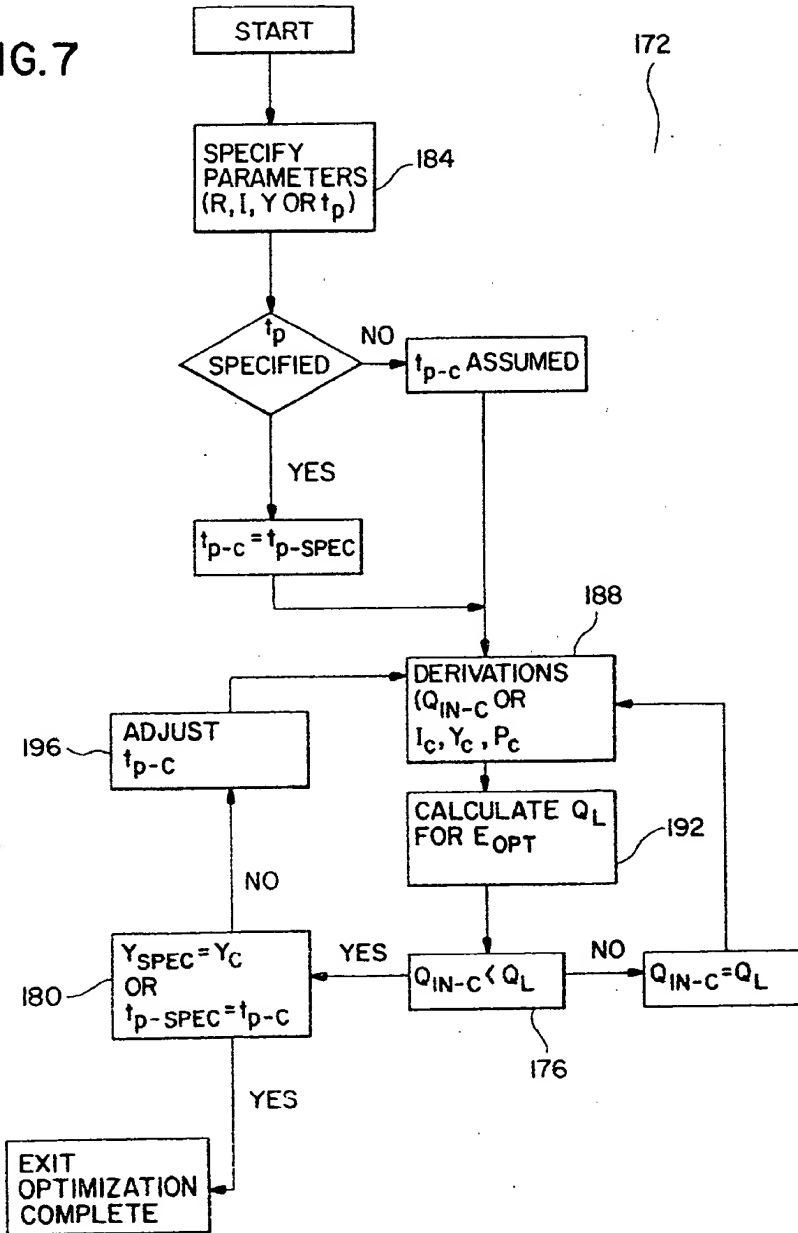 IG. 7
START
172
SPECIFY
PARAMETERS
(R, I, Y OR tp)
184
tp
SPECIFIED
NO
tp-c ASSUMED
YES
tp-c = tp-SPEC
188
DERIVATIONS
(QIN-C OR
IC, YC, PC
ADJUST
tp-C
196
CALCULATE QL
FOR EOPT
192
NO
YSPEC = YC
OR
tp-SPEC = tp-C
180
YES
QIN-C < QL
NO
QIN-C = QL
176
YES
EXIT
OPTIMIZATION
COMPLETE